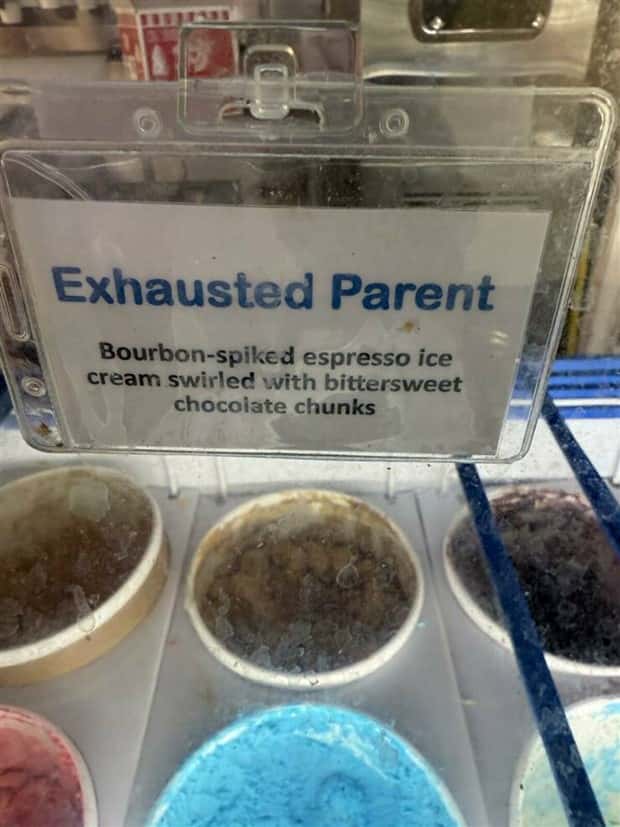 Exhausted Parent
Bourbon-spiked espresso ice
cream swirled with bittersweet
chocolate chunks